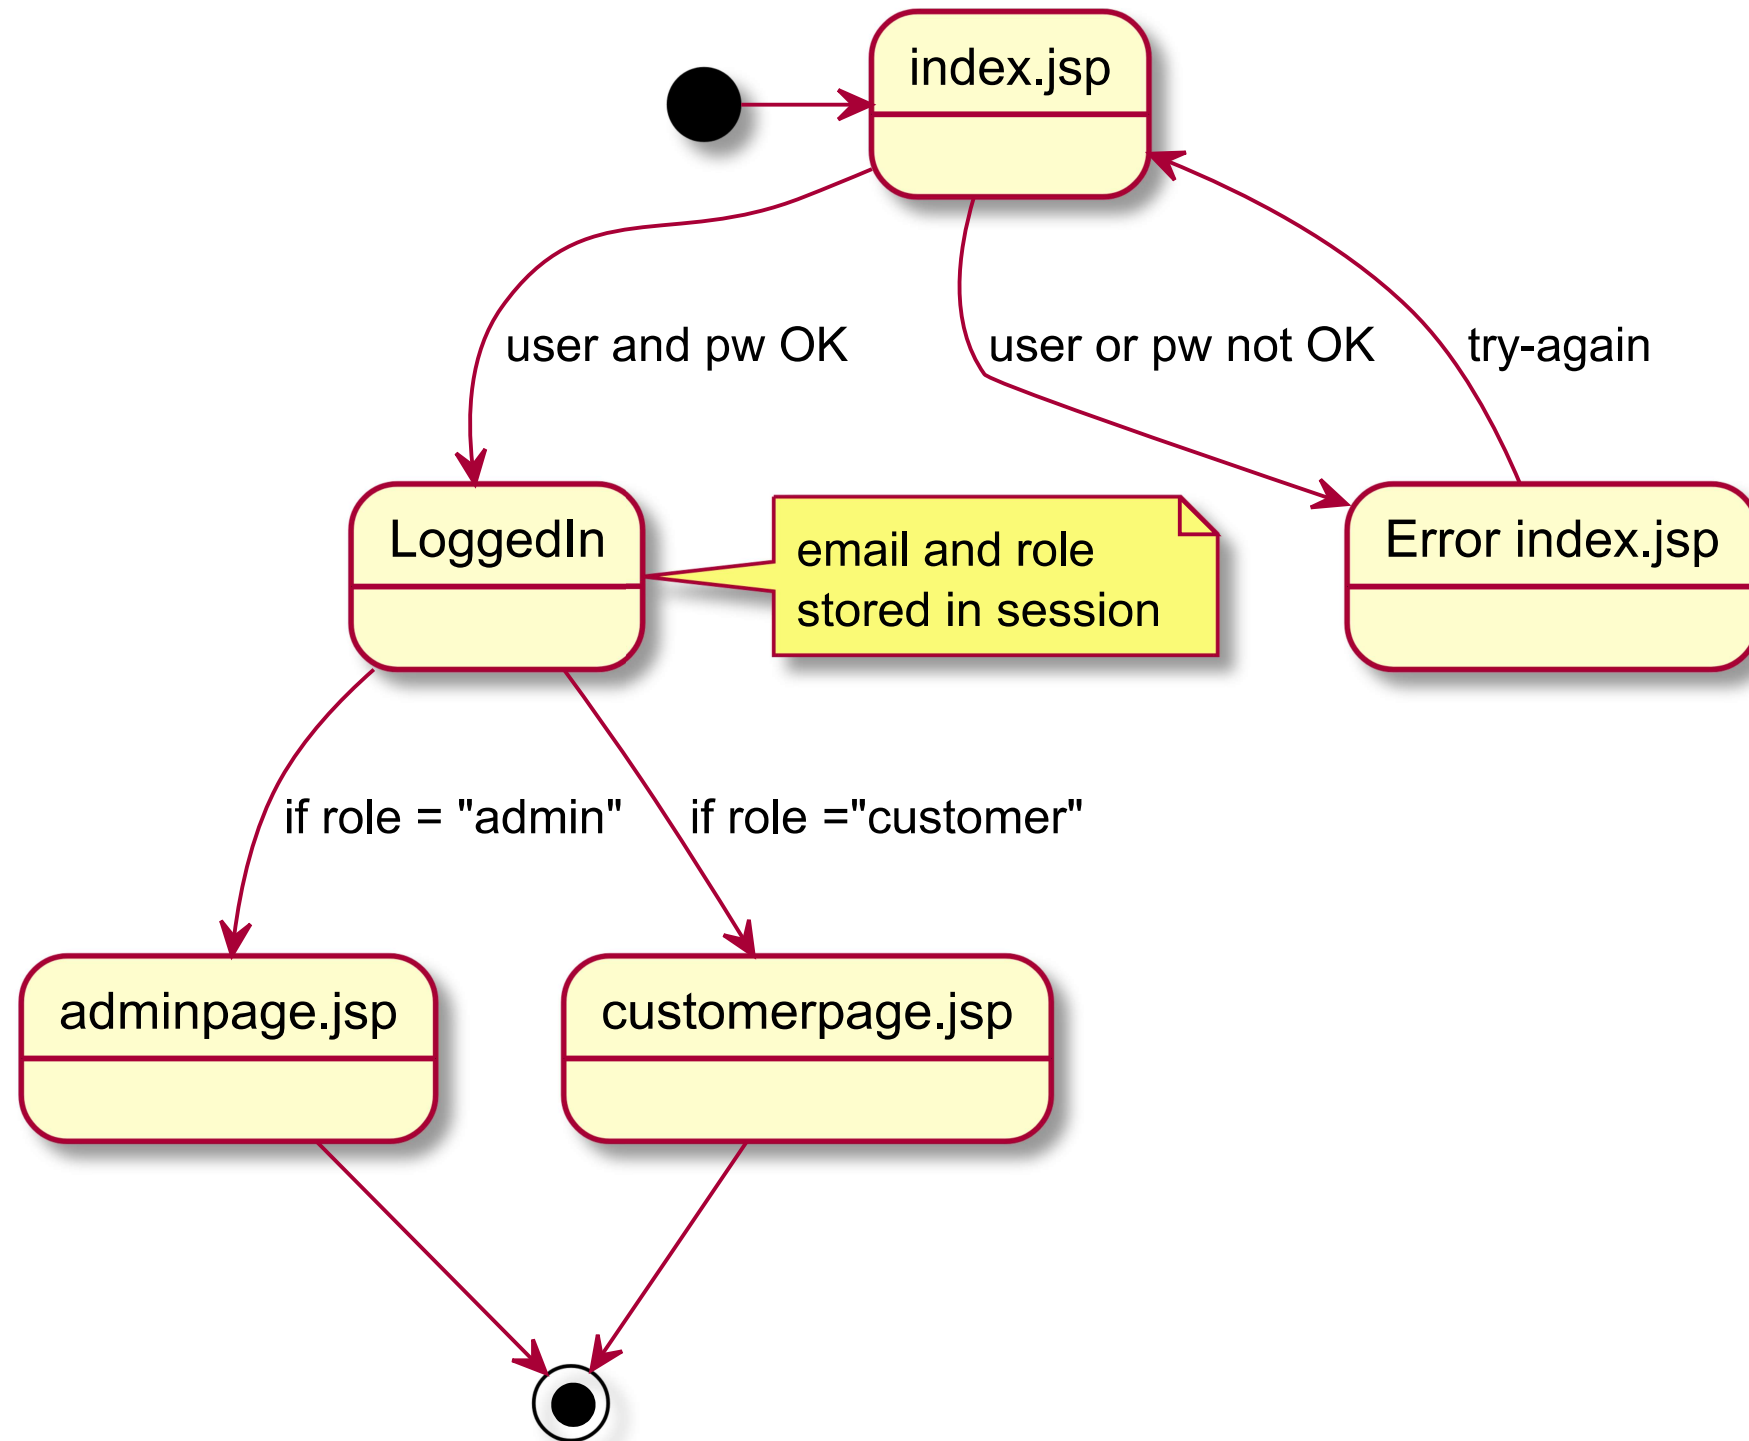 index.jsp
user and pw OK
user or pw not OK
try-again
LoggedIn
email and role
stored in session
Error index.jsp
if role = "admin"
if role ="customer"
adminpage.jsp
customerpage.jsp